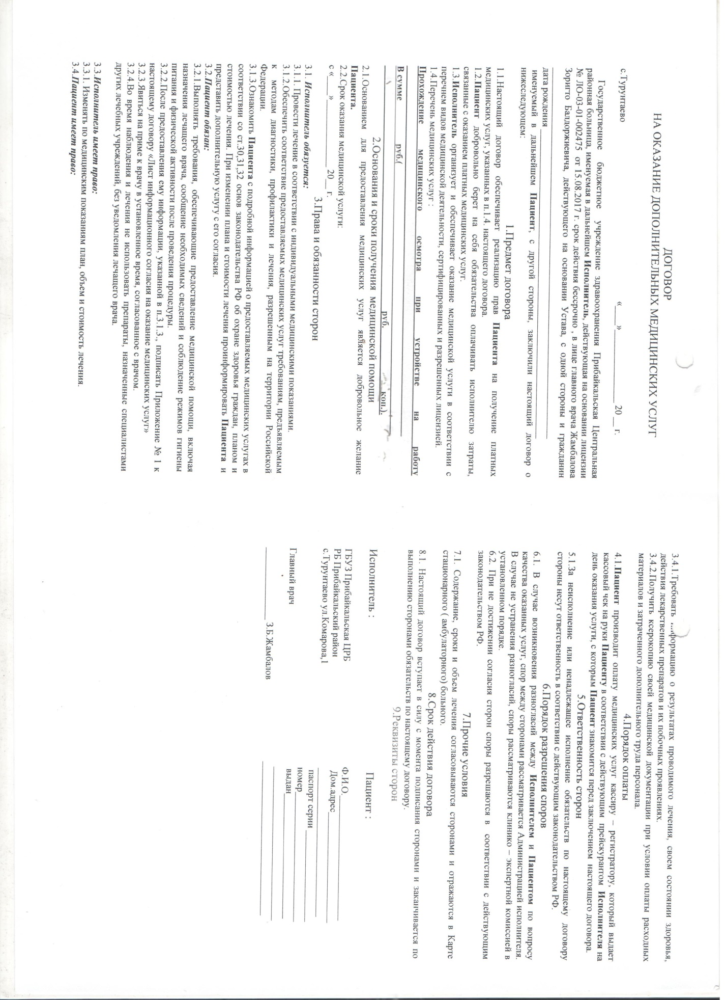 ДОГОВОР
НА ОКАЗАНИЕ ДОПОЛНИТЕЛЬНЫХ МЕДИЦИНСКИХ УСЛУГ
с.Турунтаево «___»______________ 20 __ г.
Государственное бюджетное учреждение здравоохранения Прибайкальская Центральная
районная больница, именуемая в дальнейшем Исполнитель, действующая на основании лицензии
№ ЛО-03-01-002475 от 15.08.2017 г. срок действия бессрочно , в лице главного врача Жамбалова
Зоригто Балдоржиевича, действующего на основании Устава, с одной стороны и гражданин
дата рождения
именуемый в дальнейшем Пациент, с другой стороны, заключили настоящий договор о
нижеследующем:
1.Предмет договора
1.1.Настоящий договор обеспечивает реализацию прав Пациента на получение платных
медицинских услуг, указанных в п.1.4. настоящего договора.
1.2.Пациент добровольно берет на себя обязательства оплачивать исполнителю затраты,
связанные с оказанием платных медицинских услуг.
1.3.Исполнитель организует и обеспечивает оказание медицинской услуги в соответствии с
перечнем видов медицинской деятельности, сертифицированных и разрешенных лицензией.
1.4.Перечень медицинских услуг :
Прохождение медицинского осмотра при устройстве на работу
В сумме руб.(
руб. коп.).
2.Основания и сроки получения медицинской помощи
2.1.Основанием для предоставления медицинских услуг является добровольное желание
Пациента.
2.2.Срок оказания медицинской услуги:
с «___» ______________ 20__ г.
3.Права и обязанности сторон
3.1. Исполнитель обязуется:
3.1.1. Провести лечение в соответствии с индивидуальными медицинскими показаниями.
3.1.2.Обеспечить соответствие предоставляемых медицинских услуг требованиям, предъявляемым
к методам диагностики, профилактики и лечения, разрешенным на территории Российской
Федерации.
3.1.3.Ознакомить Пациента с подробной информацией о предоставляемых медицинских услугах в
соответствии со ст.30,31,32 основ законодательства РФ об охране здоровья граждан, планом и
стоимостью лечения. При изменении плана и стоимости лечения проинформировать Пациента и
представить дополнительную услугу с его согласия.
3.2.Пациент обязан:
3.2.1.Выполнять требования, обеспечивающие предоставление медицинской помощи, включая
назначения лечащего врача, сообщение необходимых сведений и соблюдение режимов гигиены
питания и физической активности после проведения процедуры.
3.2.2.После предоставления ему информации, указанной в п.3.1.3., подписать Приложение № 1 к
настоящему договору «Лист информационного согласия на оказание медицинских услуг»
3.2.3.Явиться на приме к врачу в установленное время, согласованное с врачом.
3.2.4.Во время наблюдения и лечения не использовать препараты, назначенные специалистами
других лечебных учреждений, без уведомления лечащего врача.
3.3.Исполнитель имеет право:
3.3.1. Изменять по медицинским показаниям план, объем и стоимость лечения.
3.4.Пациент имеет право:
3.4.1.Требовать формацию о результатах проводимого лечения, своем состоянии здоровья,
действия лекарственных препаратов и их побочных проявлениях.
3.4.2.Получить ксерокопию своей медицинской документации при условии оплаты расходных
материалов и затраченного дополнительного труда персонала.
4.Порядок оплаты
4.1.Пациент производит оплату медицинских услуг кассиру – регистратору, который выдает
кассовый чек на руки Пациенту в соответствии с действующим прейскурантом Исполнителя на
день оказания услуги, с которым Пациент знакомится перед заключением настоящего договора.
5.Ответственность сторон
5.1.За неисполнение или ненадлежащее исполнение обязательств по настоящему договору
стороны несут ответственность в соответствии с действующим законодательством РФ.
6.Порядок разрешения споров
6.1. В случае возникновения разногласий между Исполнителем и Пациентом по вопросу
качества оказанных услуг, спор между сторонами рассматривается Администрацией исполнителя.
В случае не устранения разногласий, споры рассматриваются клинико – экспертной комиссией в
установленном порядке.
6.2. При не достижении согласия сторон споры разрешаются в соответствии с действующим
законодательством РФ.
7.Прочие условия
7.1. Содержание, сроки и объем лечения согласовываются сторонами и отражаются в Карте
стационарного ( амбулаторного) больного.
8.Срок действия договора
8.1. Настоящий договор вступает в силу с момента подписания сторонами и заканчивается по
выполнению сторонами обязательств по настоящему договору.
9.Реквизиты сторон
Исполнитель : Пациент :
ГБУЗ Прибайкальская ЦРБ Ф.И.О.
РБ Прибайкальский район Дом.адрес
с.Турунтаево ул.Комарова,1
паспорт серии
номер
Главный врач выдан
______________ З.Б.Жамбалов